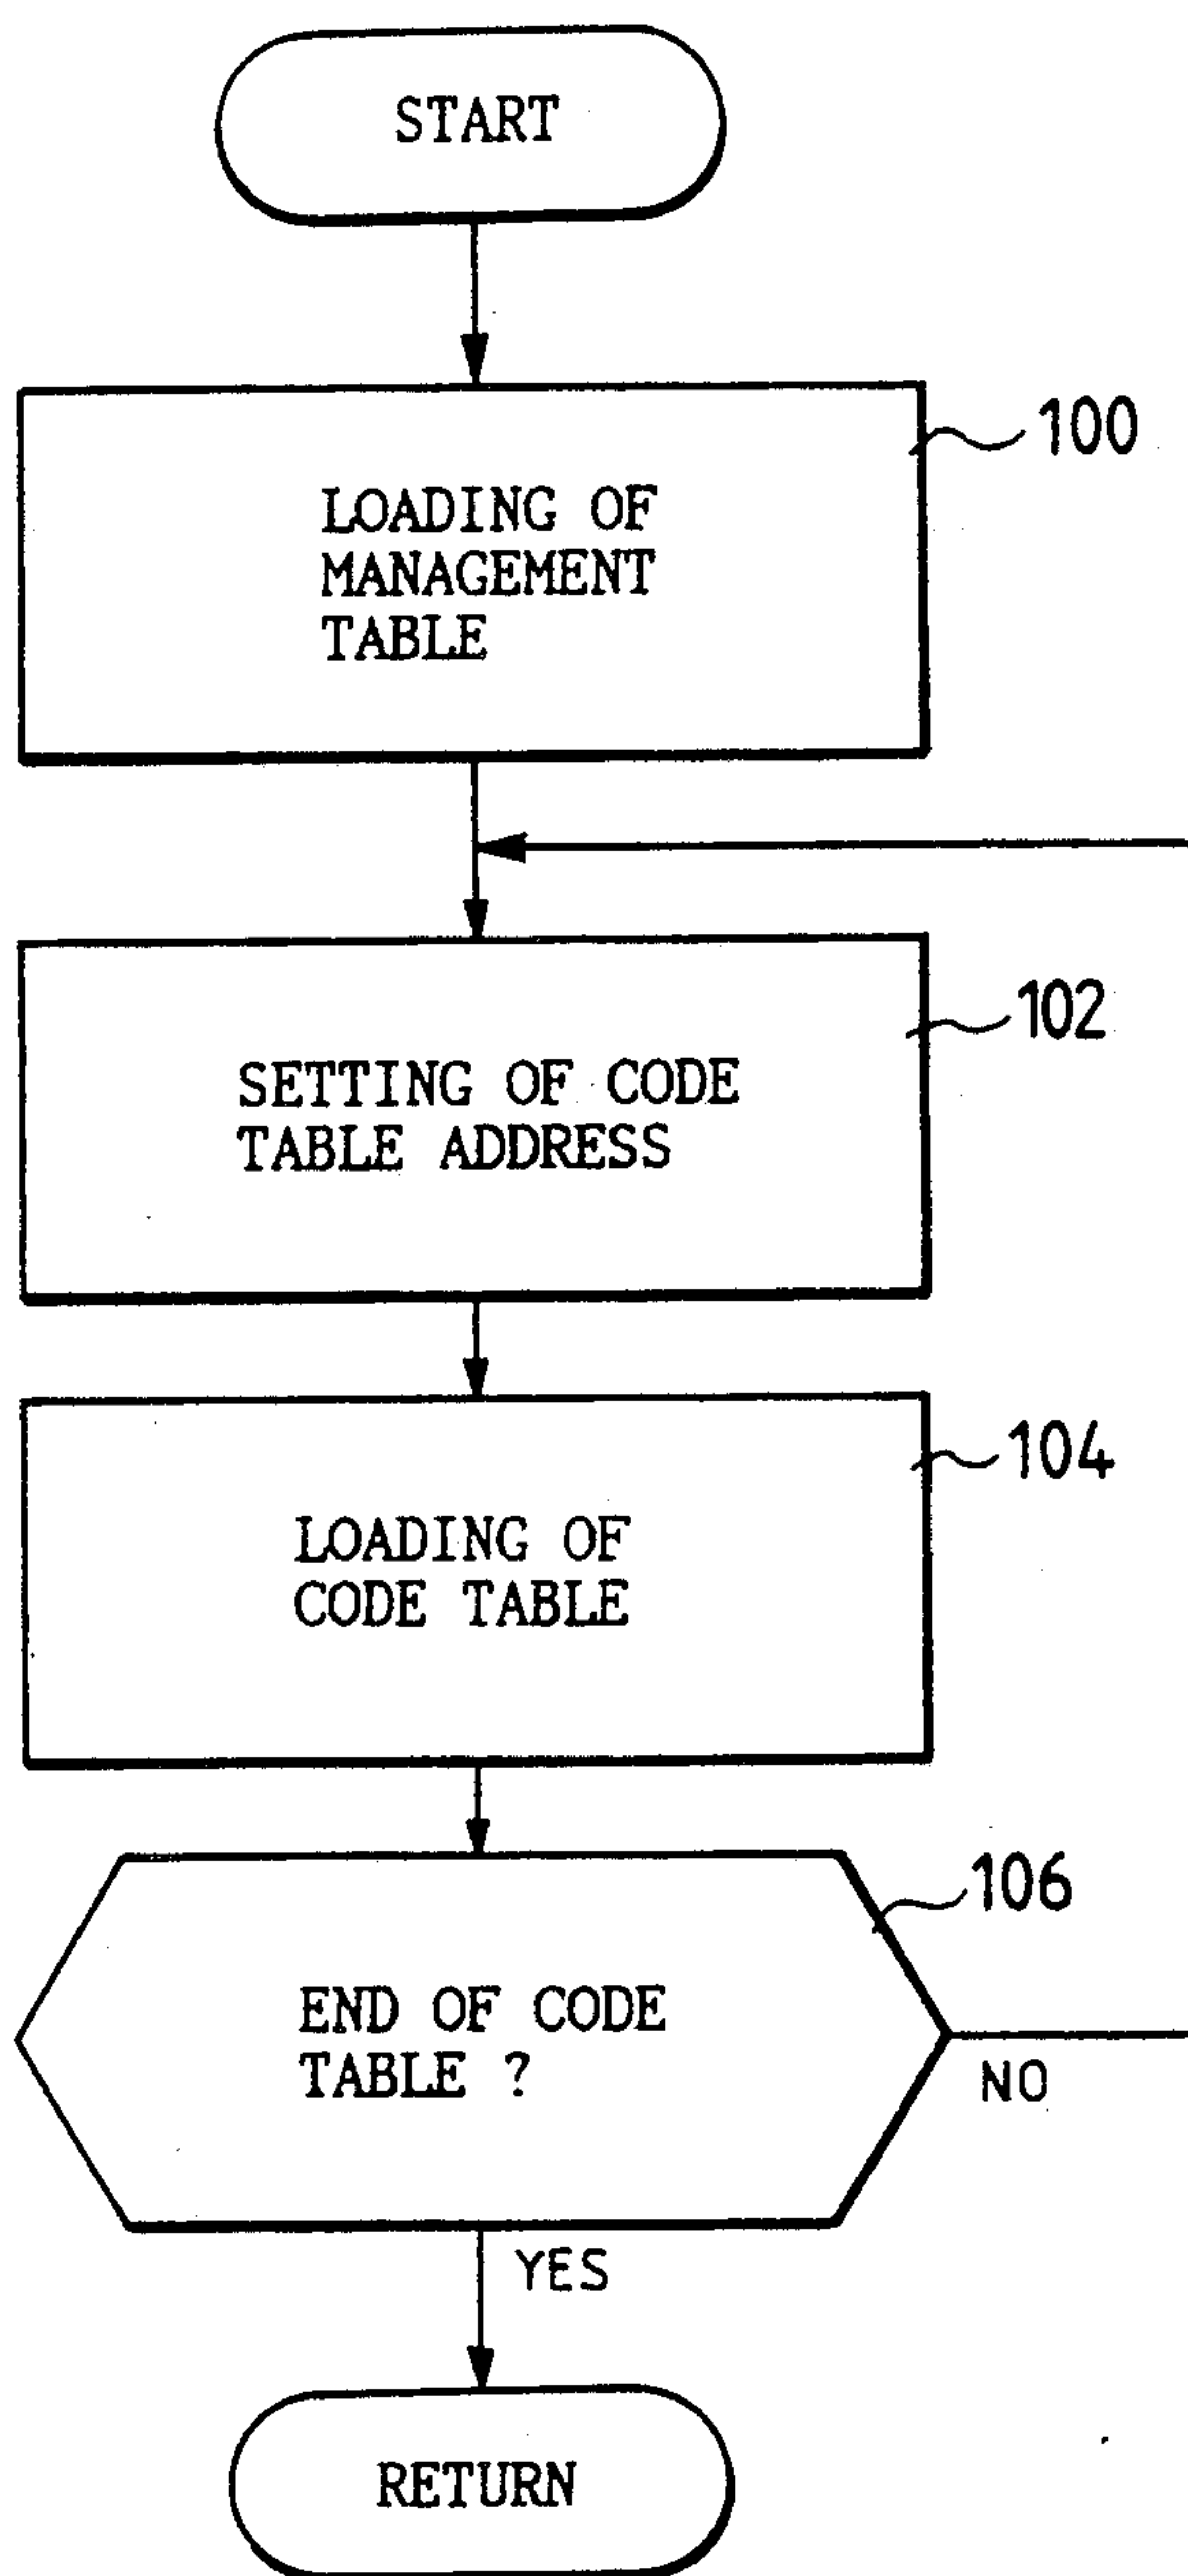 START
100
LOADING OF
MANAGEMENT
TABLE
102
SETTING OF CODE
TABLE ADDRESS
104
LOADING OF
CODE TABLE
106
END OF CODE
TABLE ?
NO
YES
RETURN